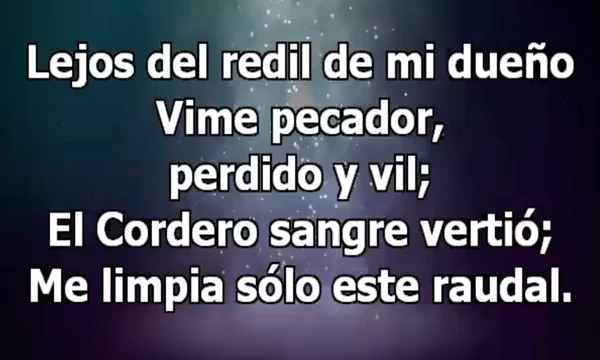 Lejos del redil de mi dueño
Vime pecador,
perdido y vil;
El Cordero sangre vertió;
Me limpia sólo este raudal.